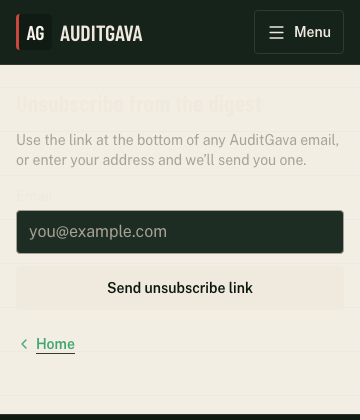 AG AUDITGAVA
Menu
Unsubscribe from the digest
Use the link at the bottom of any AuditGava email,
or enter your address and we’ll send you one.
Email
you@example.com
Send unsubscribe link
Home